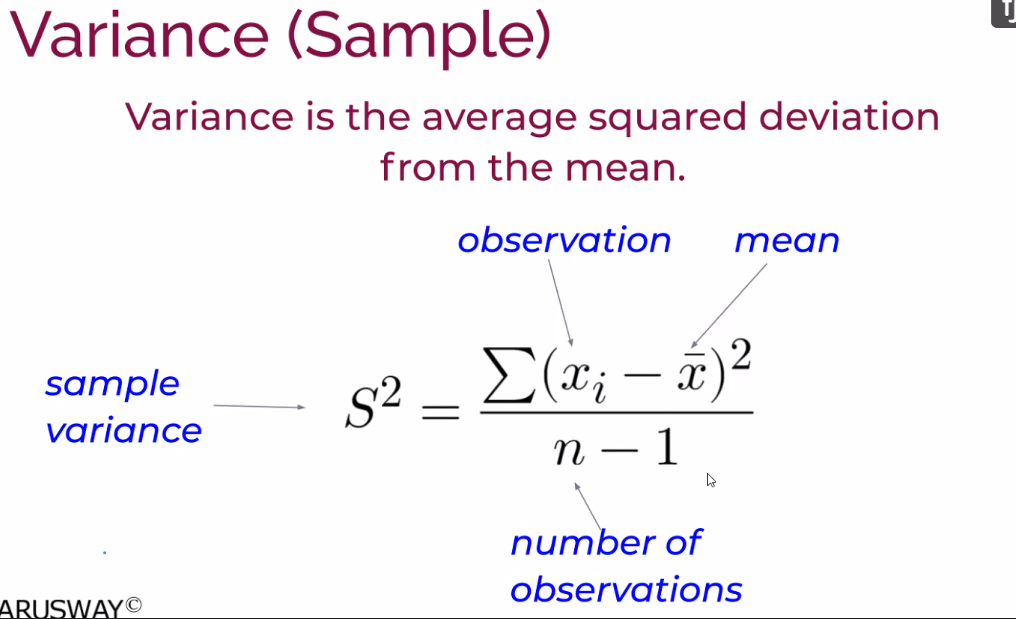 Variance (Sample)
Variance is the average squared deviation
from the mean.
observation mean
sample
variance
S² = ∑(xᵢ − x̄)² / n − 1
number of
observations
ARUSWAY©